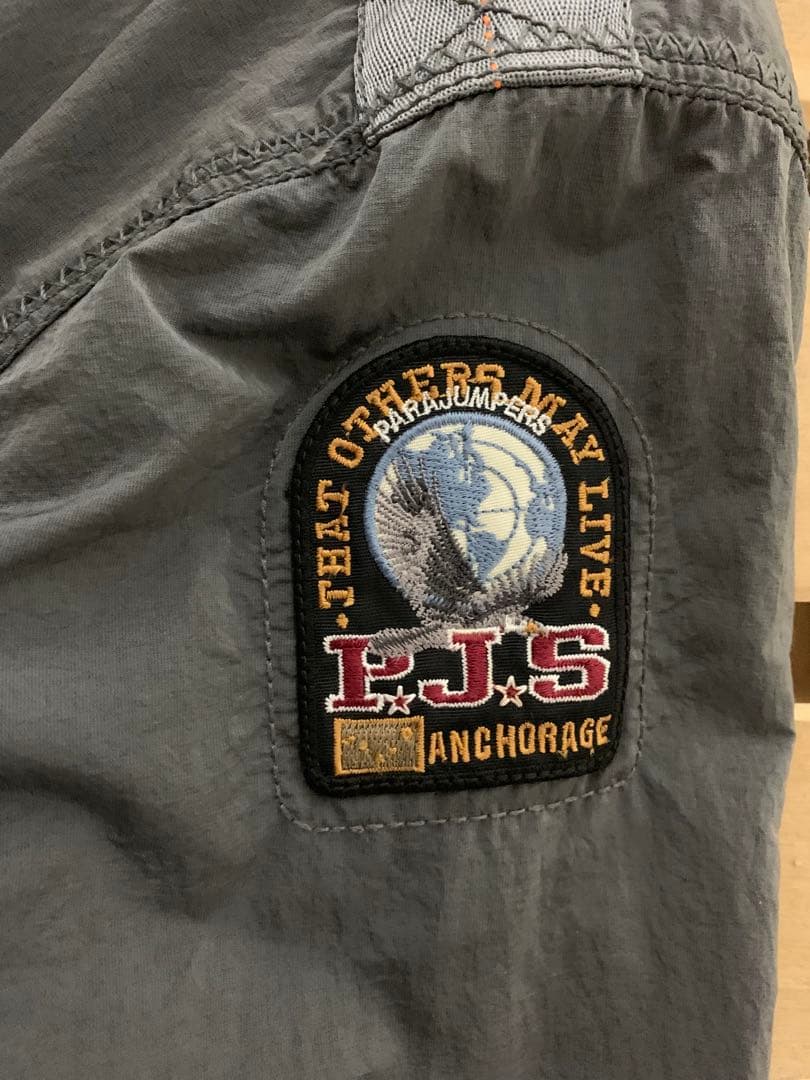 ·THAT OTHERS MAY LIVE·
PARAJUMPERS
P.J.S
ANCHORAGE